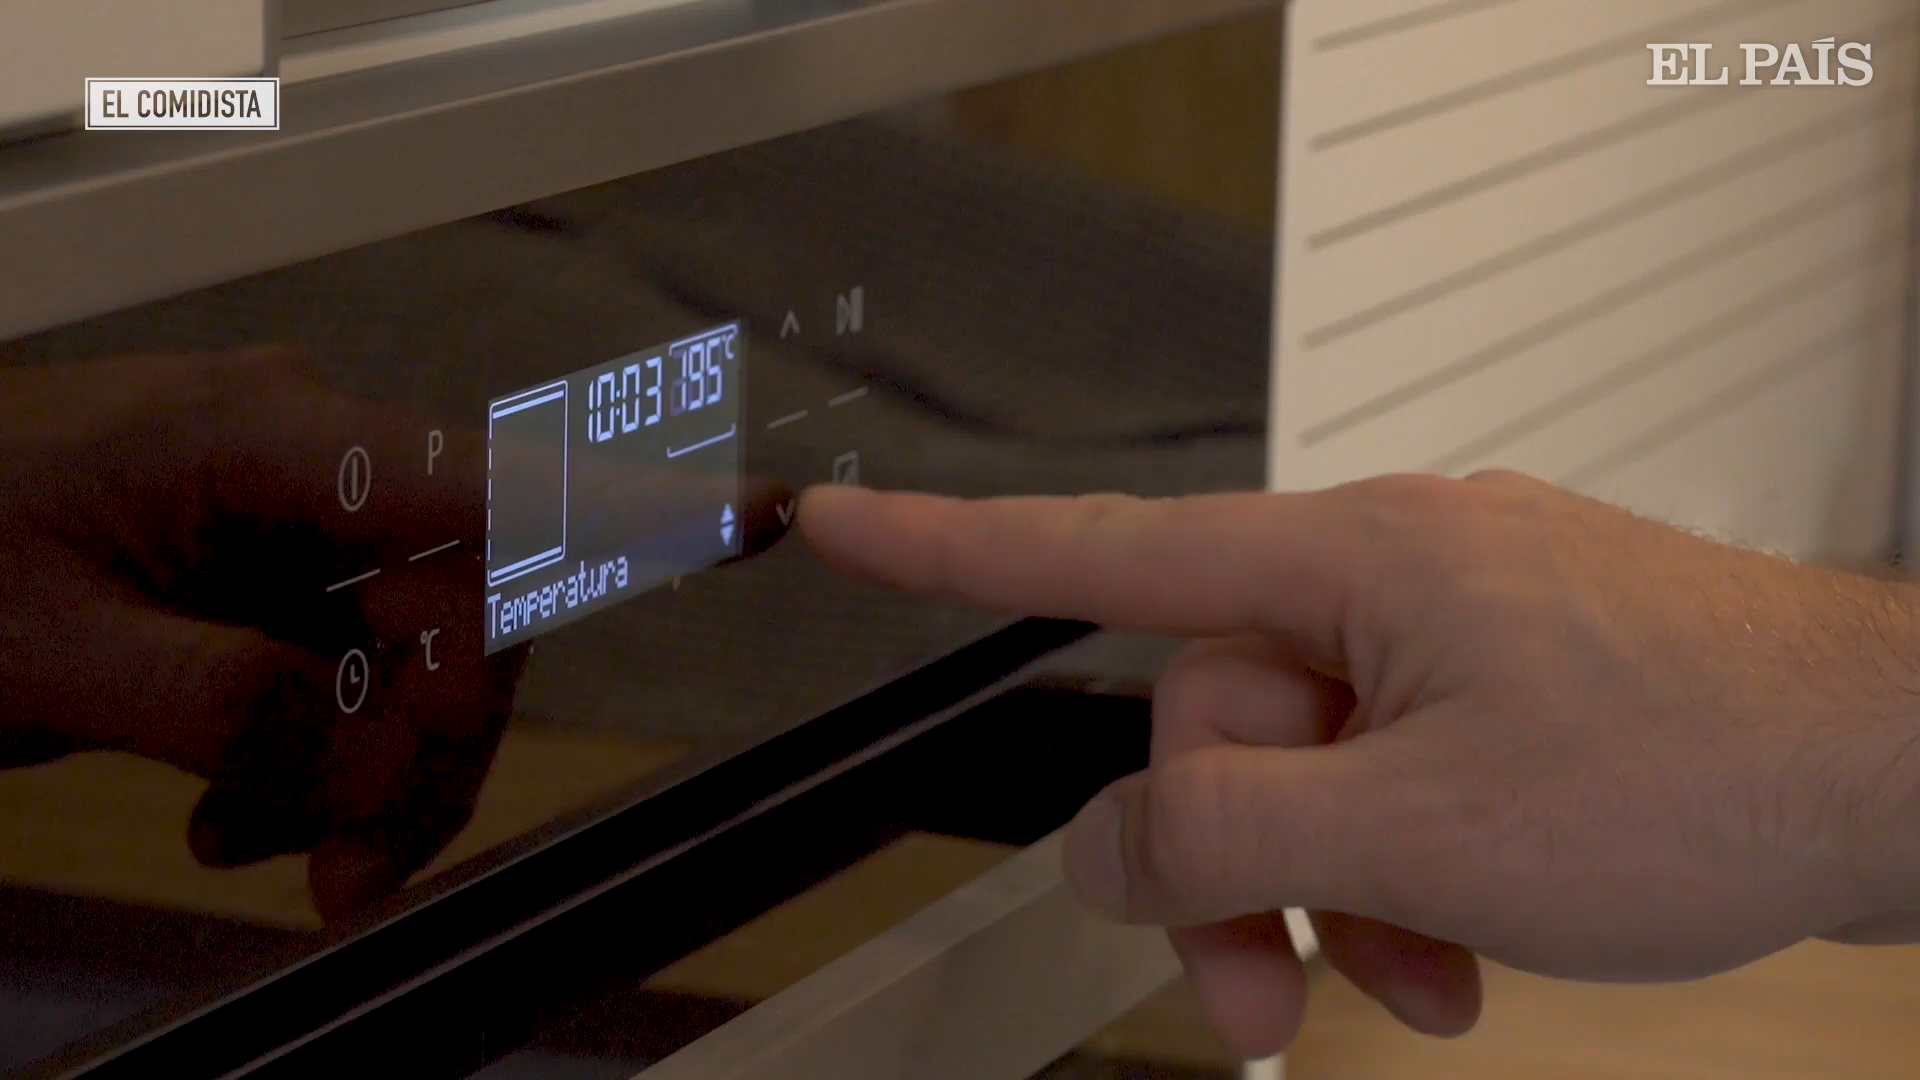 EL COMIDISTA
EL PAÍS
10:03 195°C
P
Temperatura
°C